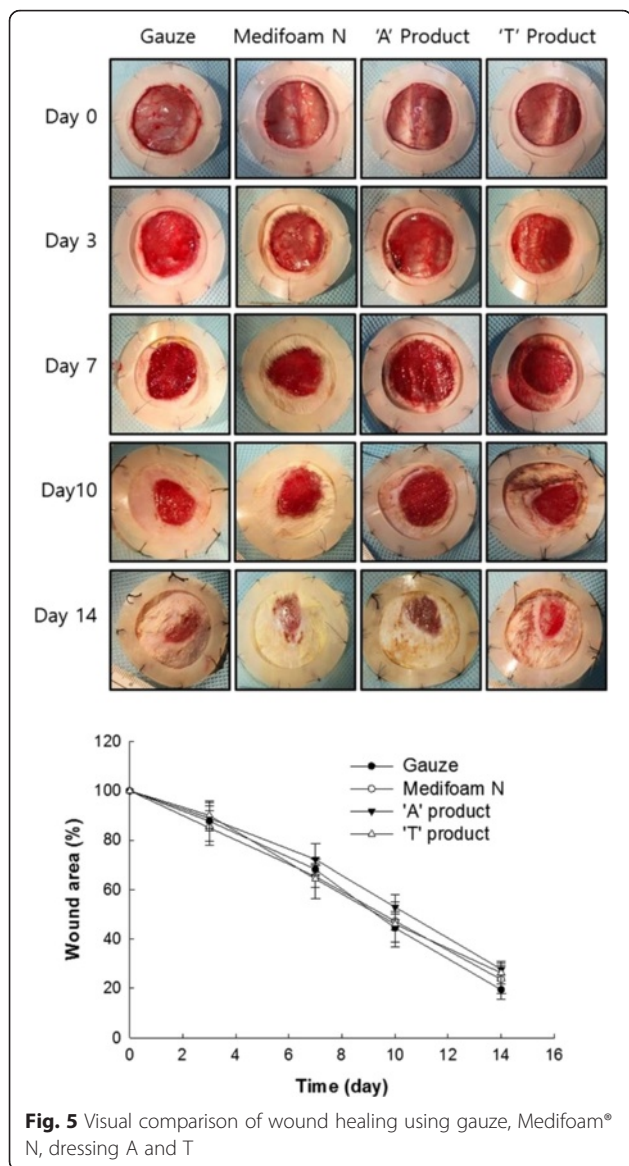 Gauze Medifoam N 'A' Product 'T' Product
Day 0
Day 3
Day 7
Day10
Day 14
120
100
80
60
40
20
0
Wound area (%)
Gauze
Medifoam N
'A' product
'T' product
0 2 4 6 8 10 12 14 16
Time (day)
Fig. 5 Visual comparison of wound healing using gauze, Medifoam®
N, dressing A and T